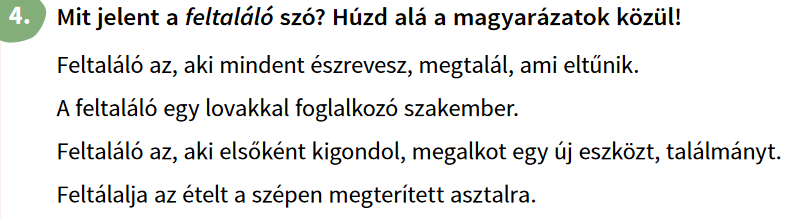 4. Mit jelent a feltaláló szó? Húzd alá a magyarázatok közül!
Feltaláló az, aki mindent észrevesz, megtalál, ami eltűnik.
A feltaláló egy lovakkal foglalkozó szakember.
Feltaláló az, aki elsőként kigondol, megalkot egy új eszközt, találmányt.
Feltálalja az ételt a szépen megterített asztalra.